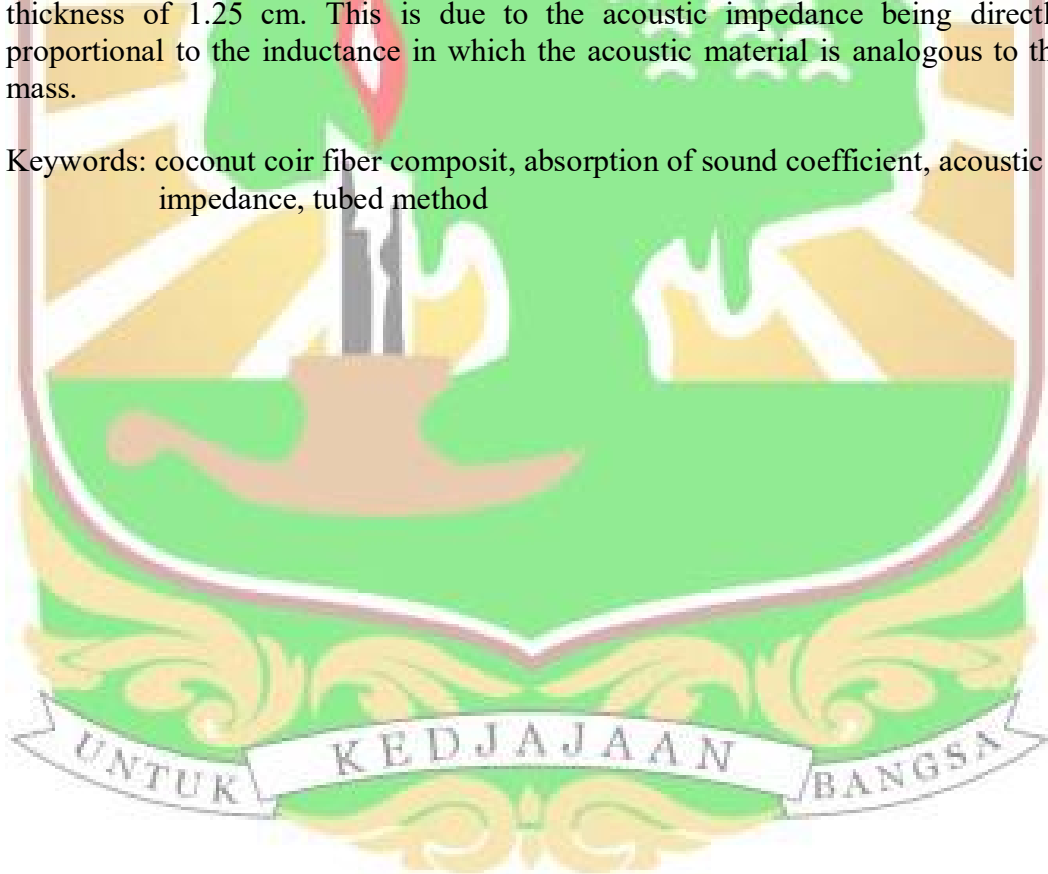 thickness of 1.25 cm. This is due to the acoustic impedance being directl
proportional to the inductance in which the acoustic material is analogous to th
mass.
Keywords: coconut coir fiber composit, absorption of sound coefficient, acoustic
impedance, tubed method
UNTUK KEDJAJAAN BANGSA